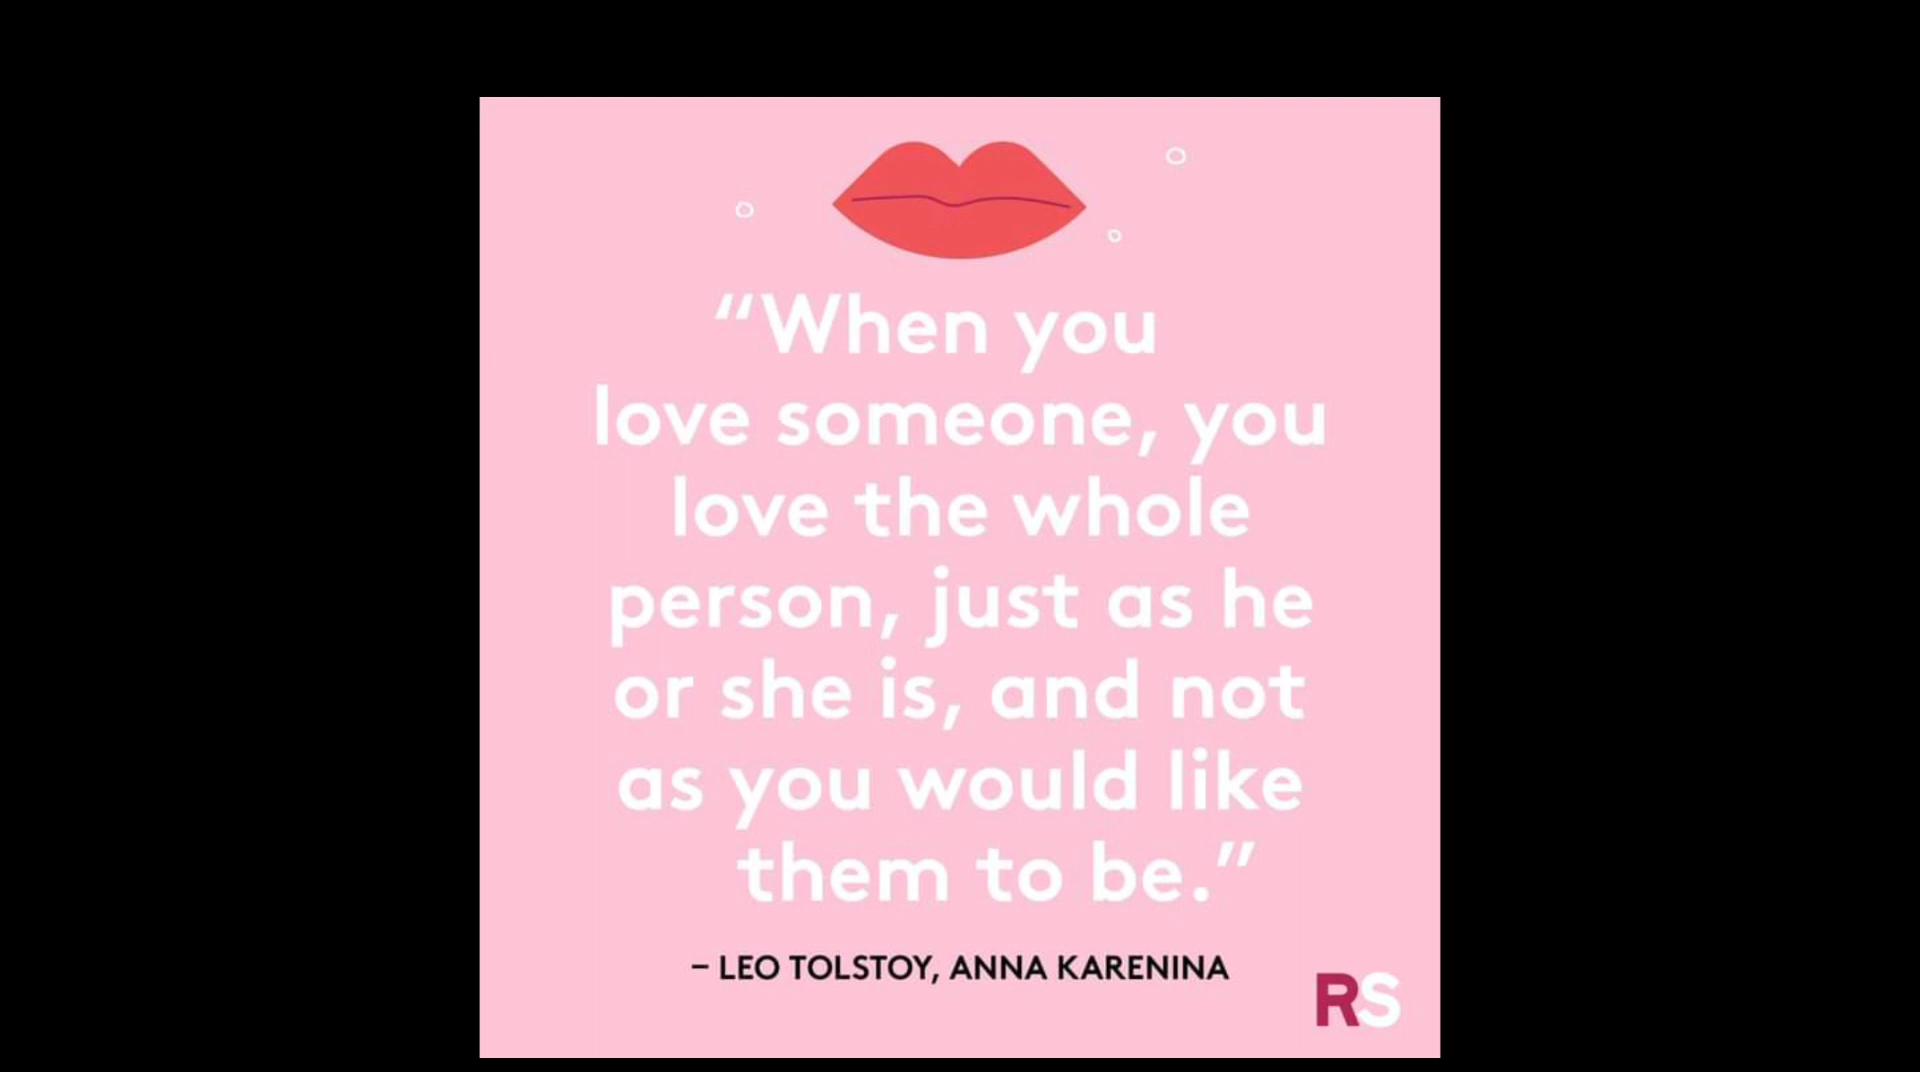 “When you
love someone, you
love the whole
person, just as he
or she is, and not
as you would like
them to be.”
– LEO TOLSTOY, ANNA KARENINA
RS